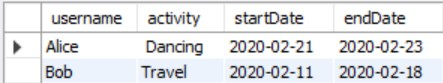 username activity startDate endDate
Alice Dancing 2020-02-21 2020-02-23
Bob Travel 2020-02-11 2020-02-18